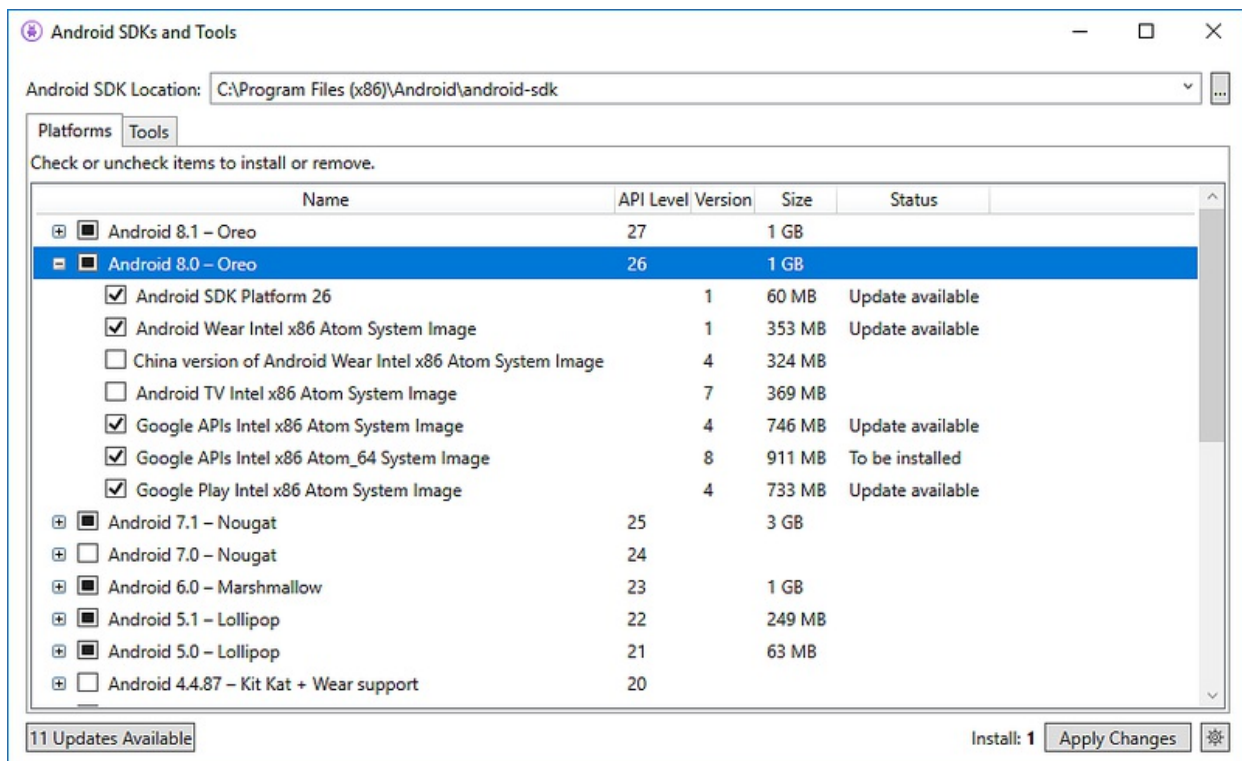 Android SDKs and Tools
Android SDK Location: C:\Program Files (x86)\Android\android-sdk ...
Platforms Tools
Check or uncheck items to install or remove.
Name API Level Version Size Status
Android 8.1 – Oreo 27 1 GB
Android 8.0 – Oreo 26 1 GB
Android SDK Platform 26 1 60 MB Update available
Android Wear Intel x86 Atom System Image 1 353 MB Update available
China version of Android Wear Intel x86 Atom System Image 4 324 MB
Android TV Intel x86 Atom System Image 7 369 MB
Google APIs Intel x86 Atom System Image 4 746 MB Update available
Google APIs Intel x86 Atom_64 System Image 8 911 MB To be installed
Google Play Intel x86 Atom System Image 4 733 MB Update available
Android 7.1 – Nougat 25 3 GB
Android 7.0 – Nougat 24
Android 6.0 – Marshmallow 23 1 GB
Android 5.1 – Lollipop 22 249 MB
Android 5.0 – Lollipop 21 63 MB
Android 4.4.87 – Kit Kat + Wear support 20
11 Updates Available Install: 1 Apply Changes